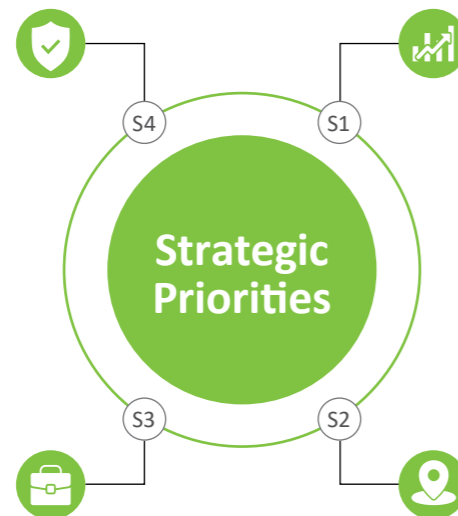 S4
S1
Strategic
Priorities
S3
S2